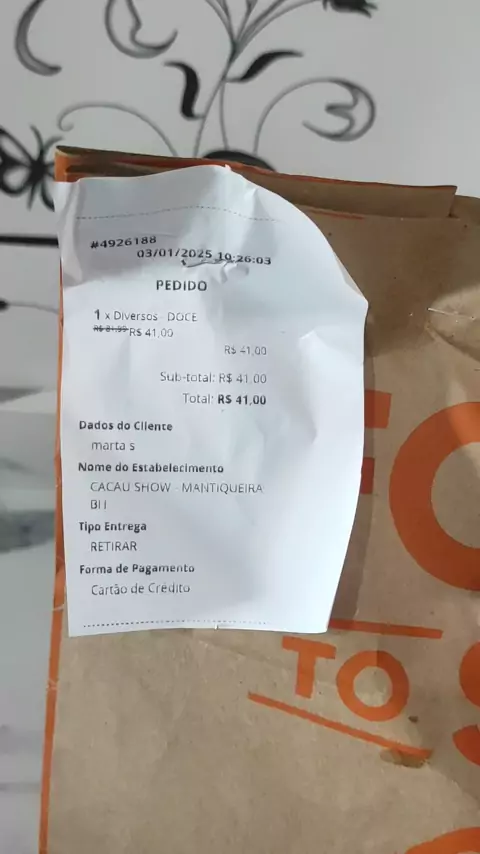 #4926188
03/01/2025 10:26:03
PEDIDO
1 x Diversos - DOCE
R$ 81,99 R$ 41,00
R$ 41,00
Sub-total: R$ 41,00
Total: R$ 41,00
Dados do Cliente
marta s
Nome do Estabelecimento
CACAU SHOW - MANTIQUEIRA
BH
Tipo Entrega
RETIRAR
Forma de Pagamento
Cartão de Crédito
TO